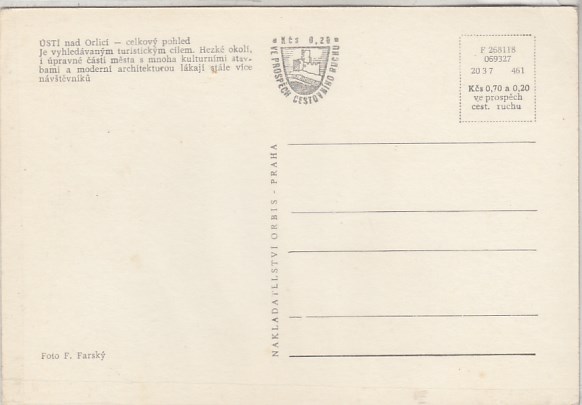 ÚSTÍ nad Orlicí — celkový pohled
Je vyhledávaným turistickým cílem. Hezké okolí,
i úpravné části města s mnoha kulturními stav-
bami a moderní architekturou lákají stále více
návštěvníků
* Kčs 0,20 *
VE PROSPĚCH CESTOVNÍHO RUCHU
F 268118
069327
20 3 7 461
Kčs 0,70 a 0,20
ve prospěch
cest. ruchu
NAKLADATELSTVÍ ORBIS - PRAHA
Foto F. Farský